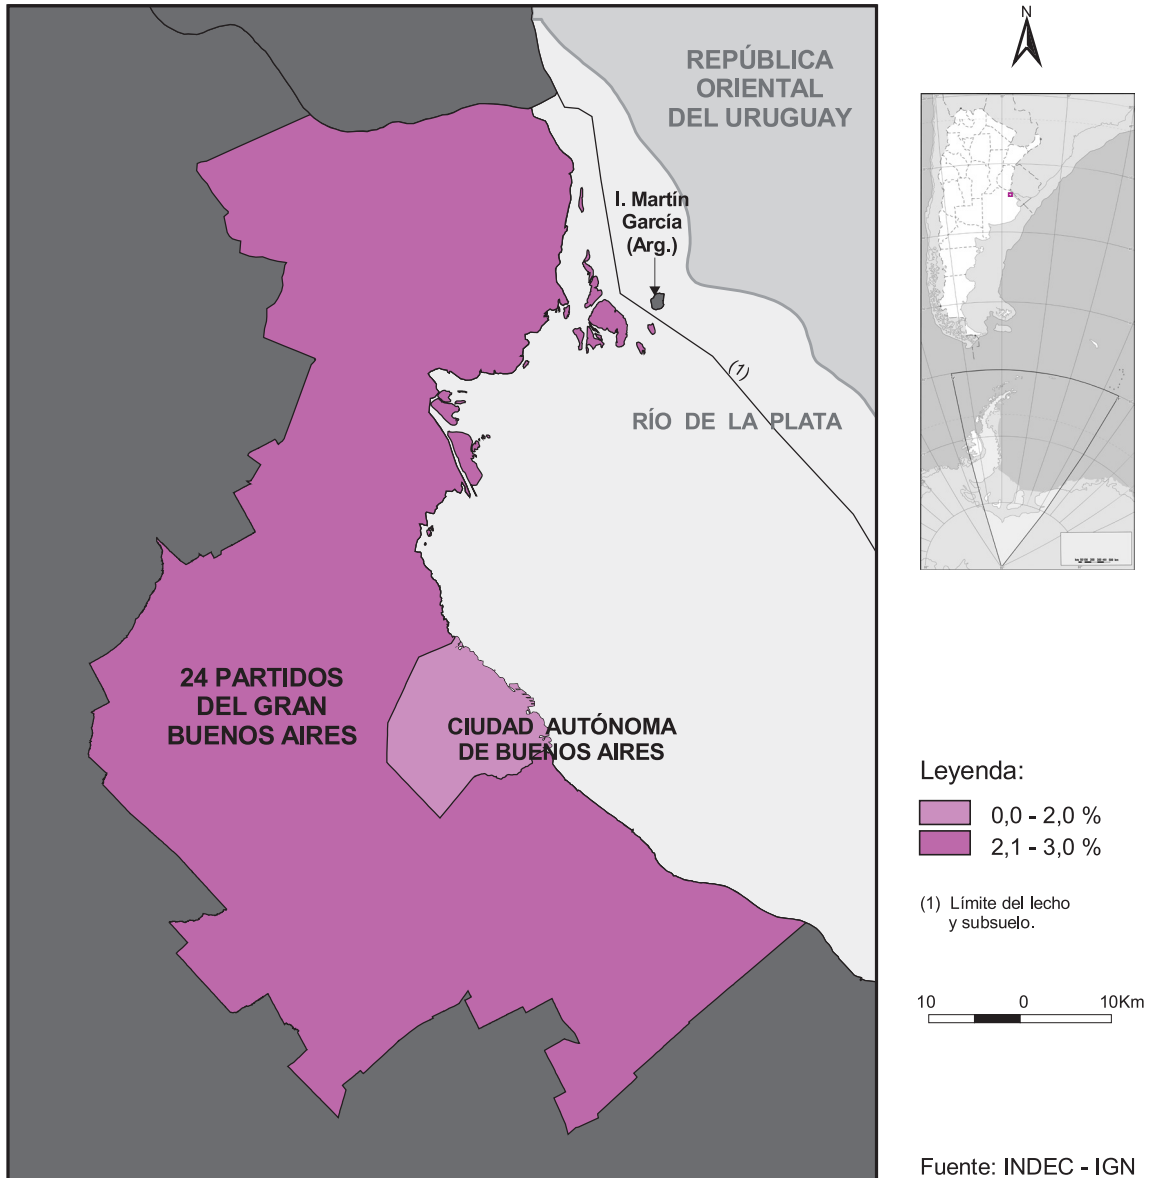 REPÚBLICA
ORIENTAL
DEL URUGUAY
I. Martín
García
(Arg.)
(1)
RÍO DE LA PLATA
24 PARTIDOS
DEL GRAN
BUENOS AIRES
CIUDAD AUTÓNOMA
DE BUENOS AIRES
N
Leyenda:
0,0 - 2,0 %
2,1 - 3,0 %
(1) Límite del lecho
y subsuelo.
10 0 10Km
Fuente: INDEC - IGN